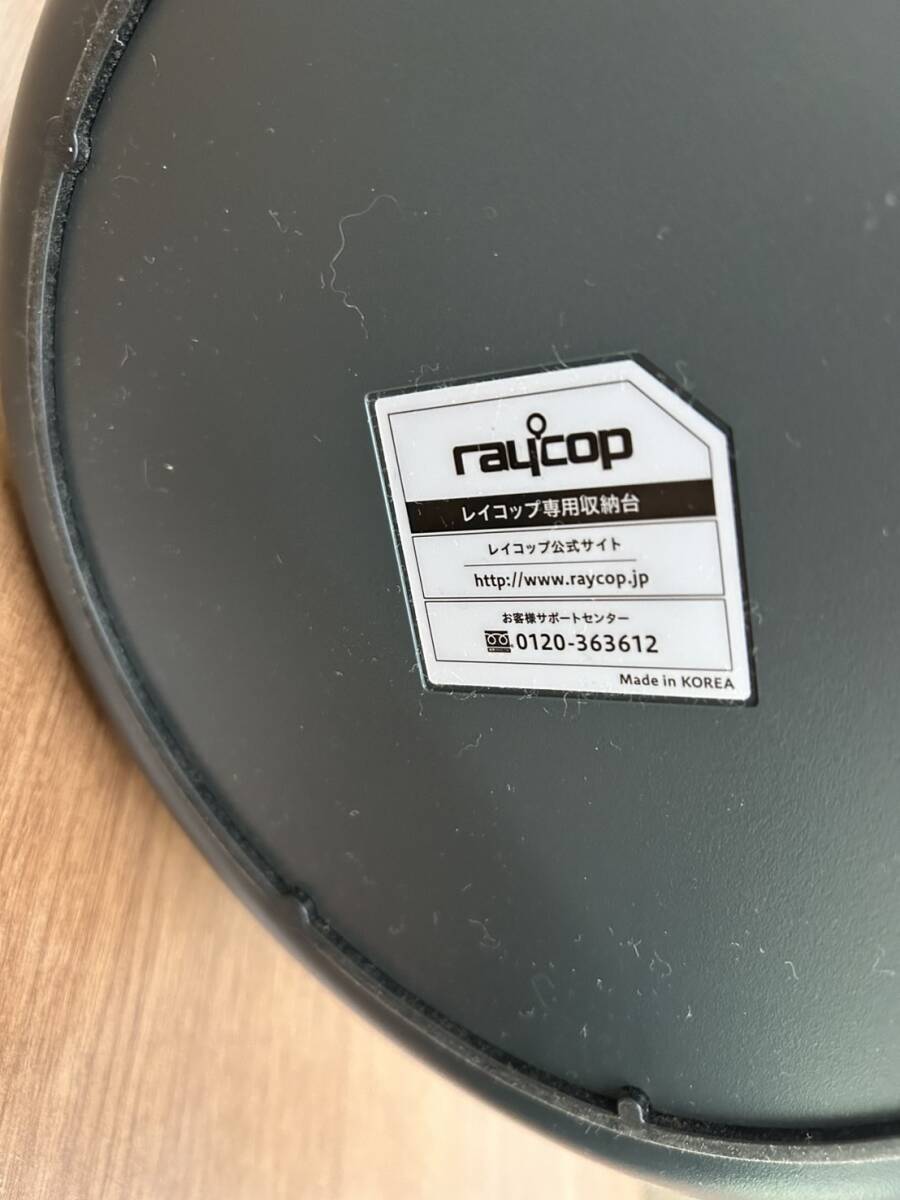 raycop
レイコップ専用収納台
レイコップ公式サイト
http://www.raycop.jp
お客様サポートセンター
0120-363612
Made in KOREA